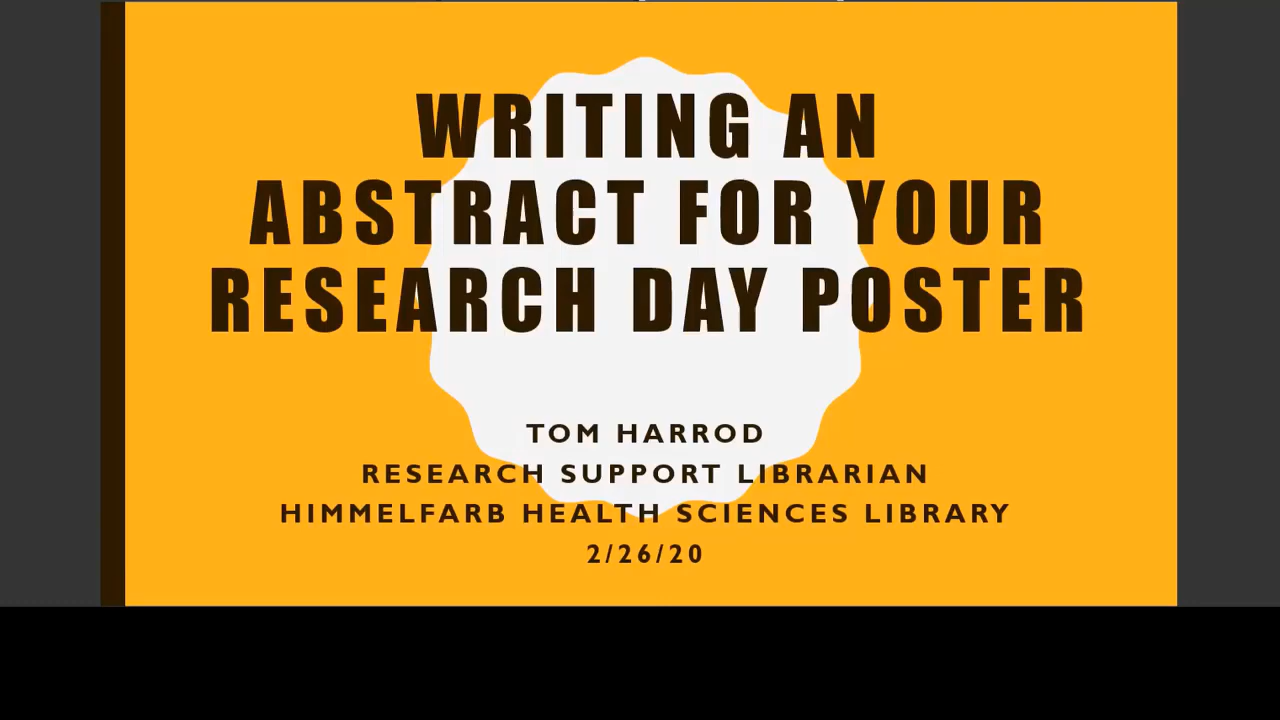 WRITING AN
ABSTRACT FOR YOUR
RESEARCH DAY POSTER
TOM HARROD
RESEARCH SUPPORT LIBRARIAN
HIMMELFARB HEALTH SCIENCES LIBRARY
2/26/20